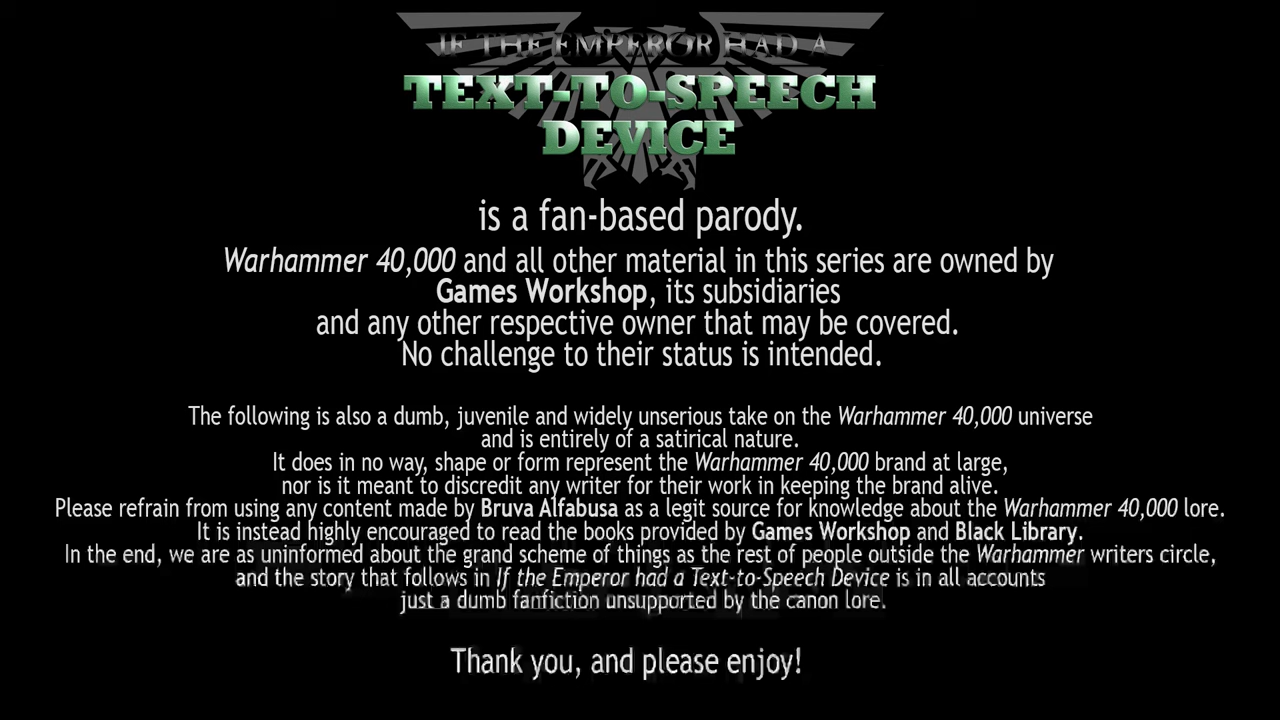 IF THE EMPEROR HAD A
TEXT-TO-SPEECH
DEVICE
is a fan-based parody.
Warhammer 40,000 and all other material in this series are owned by
Games Workshop, its subsidiaries
and any other respective owner that may be covered.
No challenge to their status is intended.
The following is also a dumb, juvenile and widely unserious take on the Warhammer 40,000 universe
and is entirely of a satirical nature.
It does in no way, shape or form represent the Warhammer 40,000 brand at large,
nor is it meant to discredit any writer for their work in keeping the brand alive.
Please refrain from using any content made by Bruva Alfabusa as a legit source for knowledge about the Warhammer 40,000 lore.
It is instead highly encouraged to read the books provided by Games Workshop and Black Library.
In the end, we are as uninformed about the grand scheme of things as the rest of people outside the Warhammer writers circle,
and the story that follows in If the Emperor had a Text-to-Speech Device is in all accounts
just a dumb fanfiction unsupported by the canon lore.
Thank you, and please enjoy!